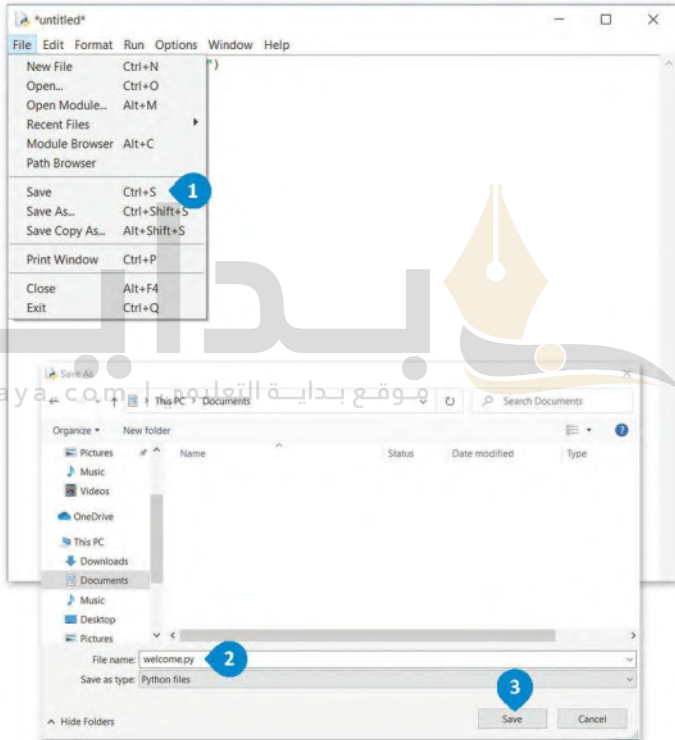 *untitled*
File Edit Format Run Options Window Help
New File Ctrl+N
")
Open... Ctrl+O
Open Module... Alt+M
Recent Files
Module Browser Alt+C
Path Browser
Save Ctrl+S 1
Save As... Ctrl+Shift+S
Save Copy As... Alt+Shift+S
Print Window Ctrl+P
Close Alt+F4
Exit Ctrl+Q
بدايـ
Save As
aya.com | موقع بداية التعليمي
This PC > Documents
Search Documents
Organize New folder
Pictures Name Status Date modified Type
Music
Videos
OneDrive
This PC
Downloads
Documents
Music
Desktop
Pictures
File name: welcome.py 2
Save as type: Python files
3
Hide Folders Save Cancel